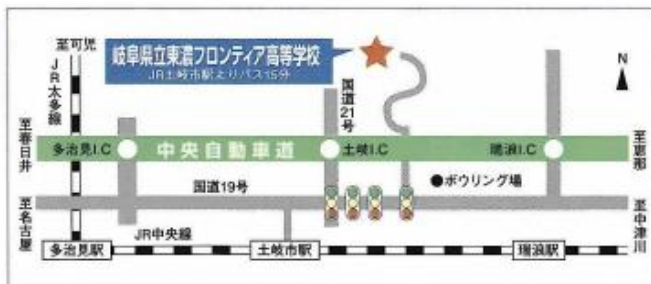 至可児
岐阜県立東濃フロンティア高等学校
JR土岐市駅よりバス15分
N
JR太多線
国道21号
至春日井
多治見I.C
中央自動車道
土岐I.C
瑞浪I.C
至恵那
国道19号
●ボウリング場
至名古屋
至中津川
JR中央線
多治見駅
土岐市駅
瑞浪駅